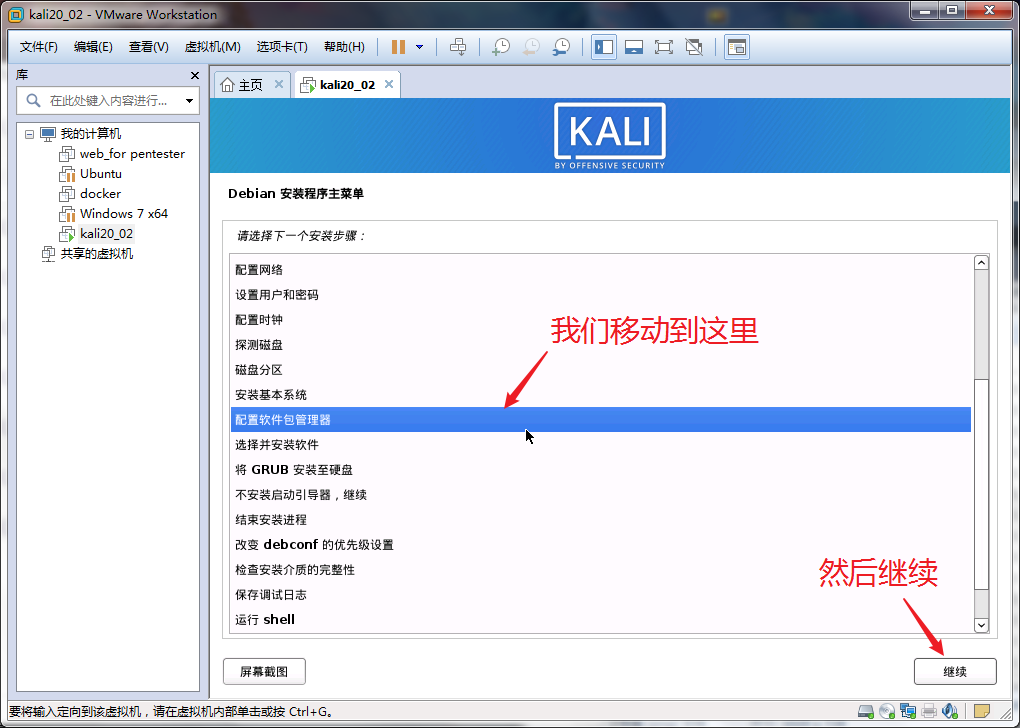 kali20_02 - VMware Workstation
文件(F) 编辑(E) 查看(V) 虚拟机(M) 选项卡(T) 帮助(H)
库
在此处键入内容进行...
我的计算机
web_for pentester
Ubuntu
docker
Windows 7 x64
kali20_02
共享的虚拟机
主页 kali20_02
KALI
BY OFFENSIVE SECURITY
Debian 安装程序主菜单
请选择下一个安装步骤：
配置网络
设置用户和密码
配置时钟
探测磁盘
磁盘分区
安装基本系统
配置软件包管理器
选择并安装软件
将 GRUB 安装至硬盘
不安装启动引导器，继续
结束安装进程
改变 debconf 的优先级设置
检查安装介质的完整性
保存调试日志
运行 shell
我们移动到这里
然后继续
屏幕截图 继续
要将输入定向到该虚拟机，请在虚拟机内部单击或按 Ctrl+G。